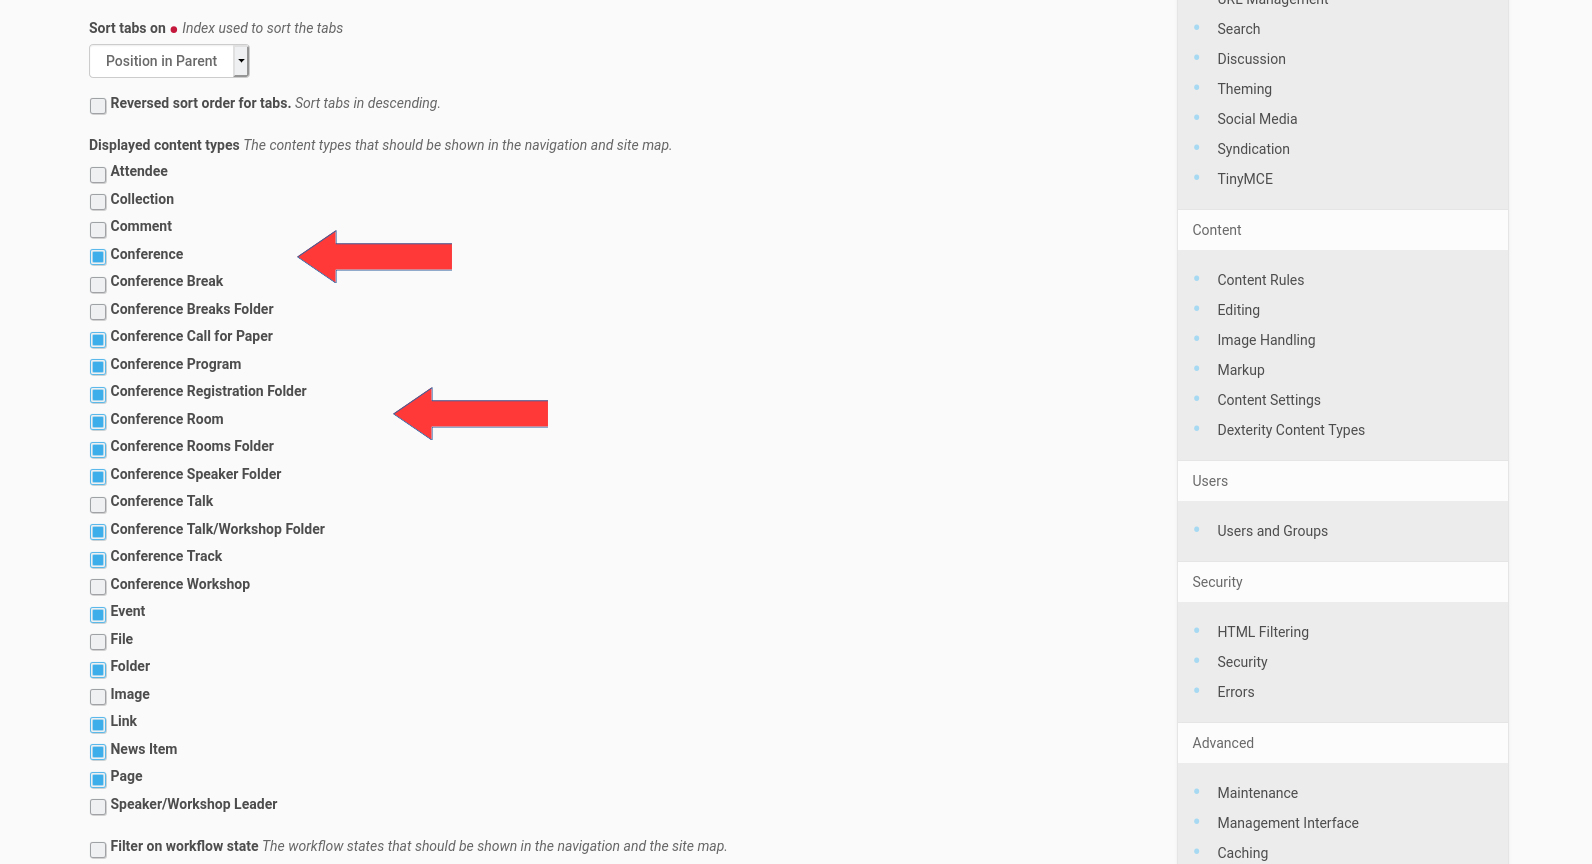 Sort tabs on ● Index used to sort the tabs
Position in Parent
Reversed sort order for tabs. Sort tabs in descending.
Displayed content types The content types that should be shown in the navigation and site map.
Attendee
Collection
Comment
Conference
Conference Break
Conference Breaks Folder
Conference Call for Paper
Conference Program
Conference Registration Folder
Conference Room
Conference Rooms Folder
Conference Speaker Folder
Conference Talk
Conference Talk/Workshop Folder
Conference Track
Conference Workshop
Event
File
Folder
Image
Link
News Item
Page
Speaker/Workshop Leader
Filter on workflow state The workflow states that should be shown in the navigation and the site map.
URL Management
Search
Discussion
Theming
Social Media
Syndication
TinyMCE
Content
Content Rules
Editing
Image Handling
Markup
Content Settings
Dexterity Content Types
Users
Users and Groups
Security
HTML Filtering
Security
Errors
Advanced
Maintenance
Management Interface
Caching